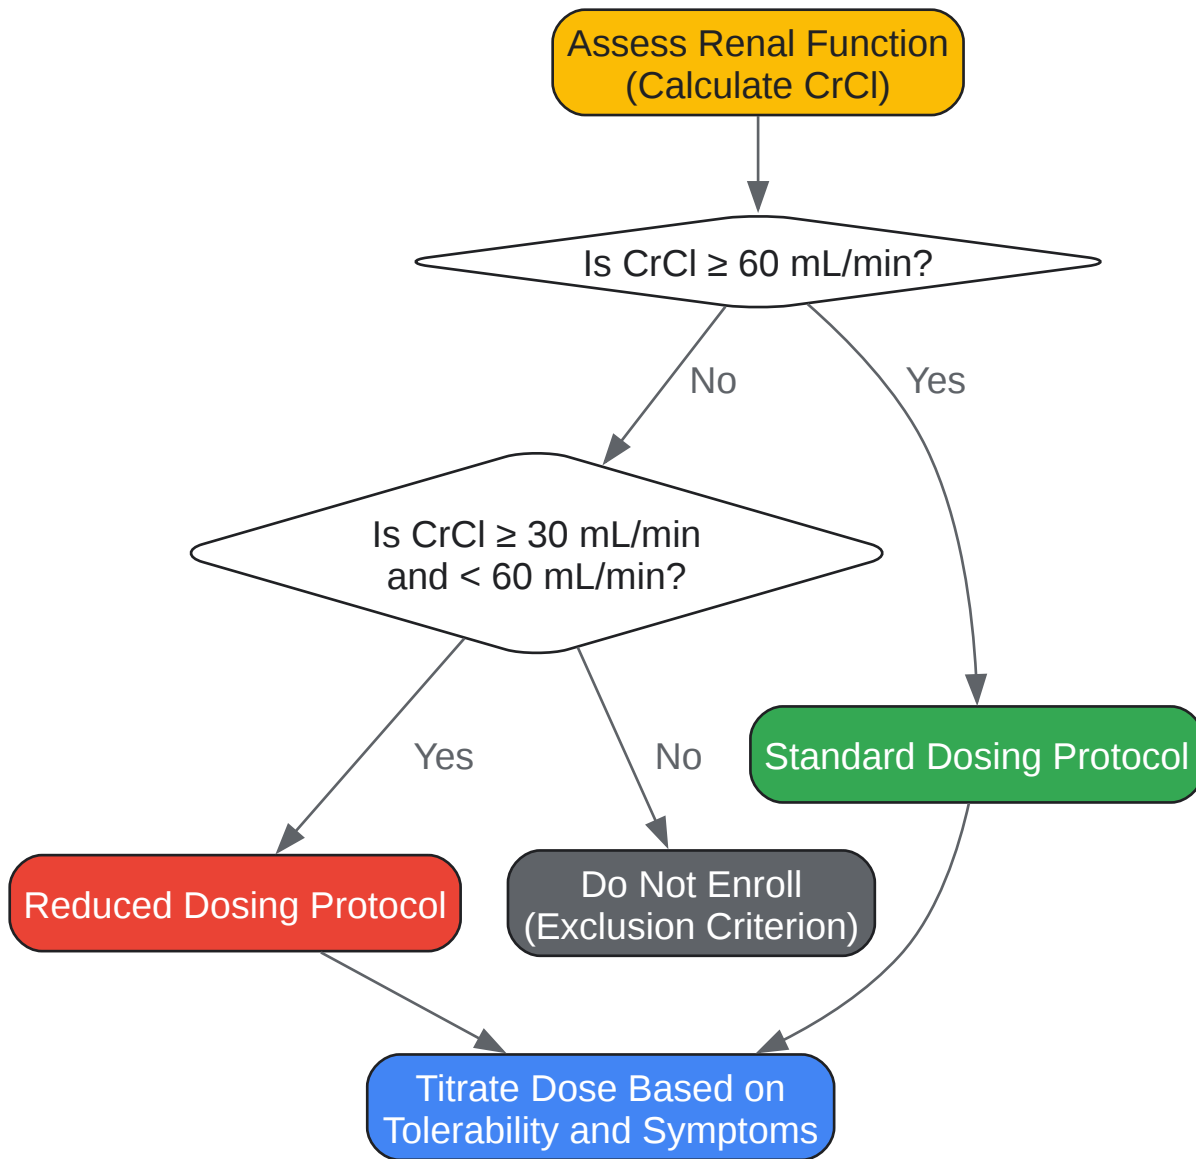 Assess Renal Function
(Calculate CrCl)
Is CrCl ≥ 60 mL/min?
No
Yes
Is CrCl ≥ 30 mL/min
and < 60 mL/min?
Yes
No
Standard Dosing Protocol
Reduced Dosing Protocol
Do Not Enroll
(Exclusion Criterion)
Titrate Dose Based on
Tolerability and Symptoms